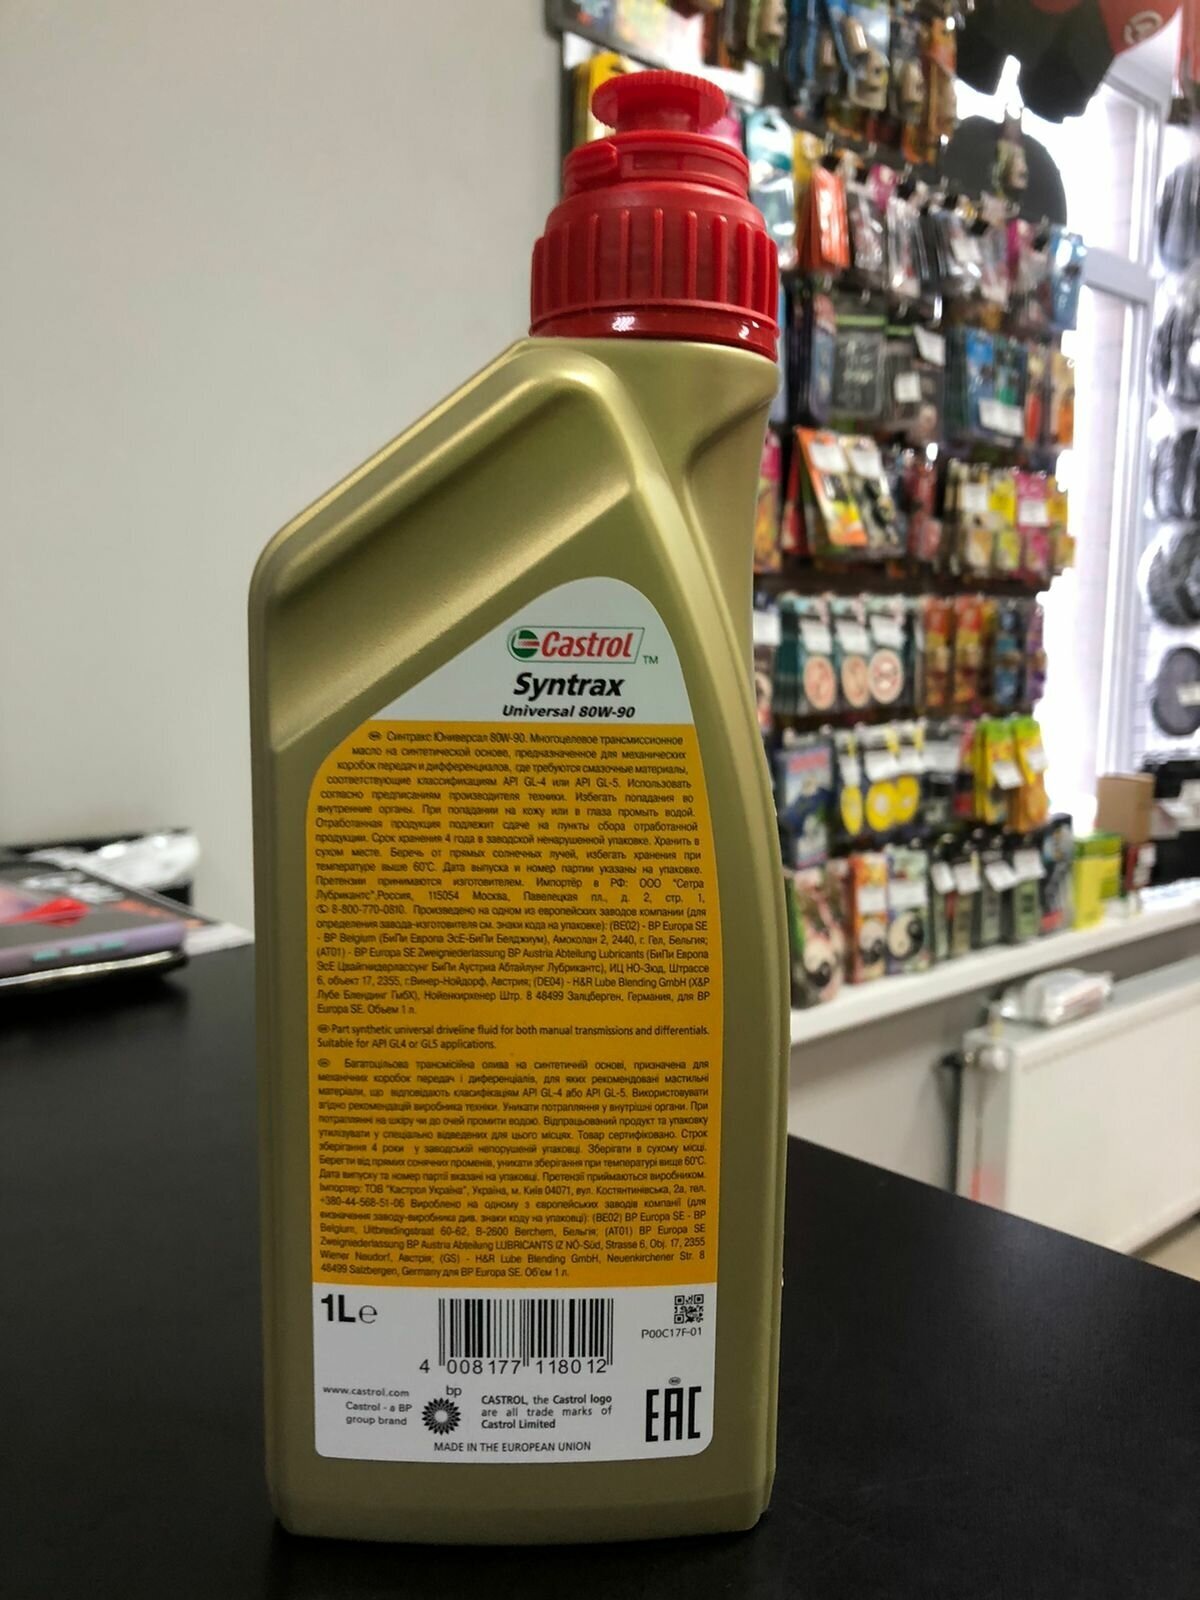 Castrol TM
Syntrax
Universal 80W-90
Синтракс Юниверсал 80W-90. Многоцелевое трансмиссионное
масло на синтетической основе, предназначенное для механических
коробок передач и дифференциалов, где требуются смазочные материалы,
соответствующие классификациям API GL-4 или API GL-5. Использовать
согласно предписаниям производителя техники. Избегать попадания во
внутренние органы. При попадании на кожу или в глаза промыть водой.
Отработанная продукция подлежит сдаче на пункты сбора отработанной
продукции. Срок хранения 4 года в заводской ненарушенной упаковке. Хранить в
сухом месте. Беречь от прямых солнечных лучей, избегать хранения при
температуре выше 60°C. Дата выпуска и номер партии указаны на упаковке.
Претензии принимаются изготовителем. Импортёр в РФ: ООО "Сетра
Лубрикантс",Россия, 115054 Москва, Павелецкая пл., д. 2, стр. 1,
8-800-770-0810. Произведено на одном из европейских заводов компании (для
определения завода-изготовителя см. знаки кода на упаковке): (BE02) - BP Europa SE
- BP Belgium (БиПи Европа ЭсЕ-БиПи Белджиум), Амоколан 2, 2440, г. Гел, Бельгия;
(AT01) - BP Europa SE Zweigniederlassung BP Austria Abteilung Lubricants (БиПи Европа
ЭсЕ Цвайгнидерлассунг БиПи Аустриа Абтайлунг Лубрикантс), ИЦ НО-Зюд, Штрассе
6, объект 17, 2355, г.Винер-Нойдорф, Австрия; (DE04) - H&R Lube Blending GmbH (Х&Р
Лубе Блендинг ГмбХ), Нойенкирхенер Штр. 8 48499 Залцберген, Германия, для BP
Europa SE. Объем 1 л.
Part synthetic universal driveline fluid for both manual transmissions and differentials.
Suitable for API GL4 or GL5 applications.
Багатоцільова трансмісійна олива на синтетичній основі, призначена для
механічних коробок передач і диференціалів, для яких рекомендовані мастильні
матеріали, що відповідають класифікаціям API GL-4 або API GL-5. Використовувати
згідно рекомендацій виробника техніки. Уникати потрапляння у внутрішні органи. При
потраплянні на шкіру чи до очей промити водою. Відпрацьований продукт та упаковку
утилізувати у спеціально відведених для цього місцях. Товар сертифіковано. Строк
зберігання 4 роки у заводській непорушеній упаковці. Зберігати в сухому місці.
Берегти від прямих сонячних променів, уникати зберігання при температурі вище 60°C.
Дата випуску та номер партії вказані на упаковці. Претензії приймаються виробником.
Імпортер: ТОВ "Кастрол Україна", Україна, м. Київ 04071, вул. Костянтинівська, 2а, тел.
+380-44-568-51-06 Вироблено на одному з європейських заводів компанії (для
визначення заводу-виробника див. знаки коду на упаковці): (BE02) BP Europa SE - BP
Belgium, Uitbreidingstraat 60-62, B-2600 Berchem, Бельгія; (AT01) BP Europa SE
Zweigniederlassung BP Austria Abteilung LUBRICANTS IZ NÖ-Süd, Strasse 6, Obj. 17, 2355
Wiener Neudorf, Австрія; (GS) - H&R Lube Blending GmbH, Neuenkirchener Str. 8
48499 Salzbergen, Germany для BP Europa SE. Об'єм 1 л.
1L℮
P00C17F-01
4 008177 118012
www.castrol.com
Castrol - a BP
group brand
bp
CASTROL, the Castrol logo
are all trade marks of
Castrol Limited
EAC
MADE IN THE EUROPEAN UNION